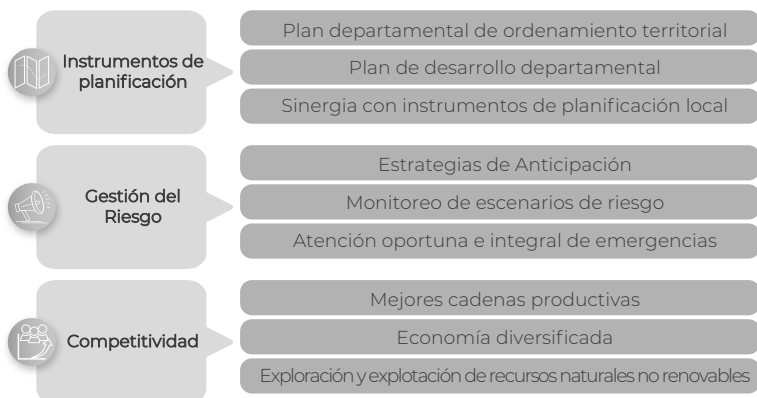 Instrumentos de
planificación
Plan departamental de ordenamiento territorial
Plan de desarrollo departamental
Sinergia con instrumentos de planificación local
Gestión del
Riesgo
Estrategias de Anticipación
Monitoreo de escenarios de riesgo
Atención oportuna e integral de emergencias
Competitividad
Mejores cadenas productivas
Economía diversificada
Exploración y explotación de recursos naturales no renovables